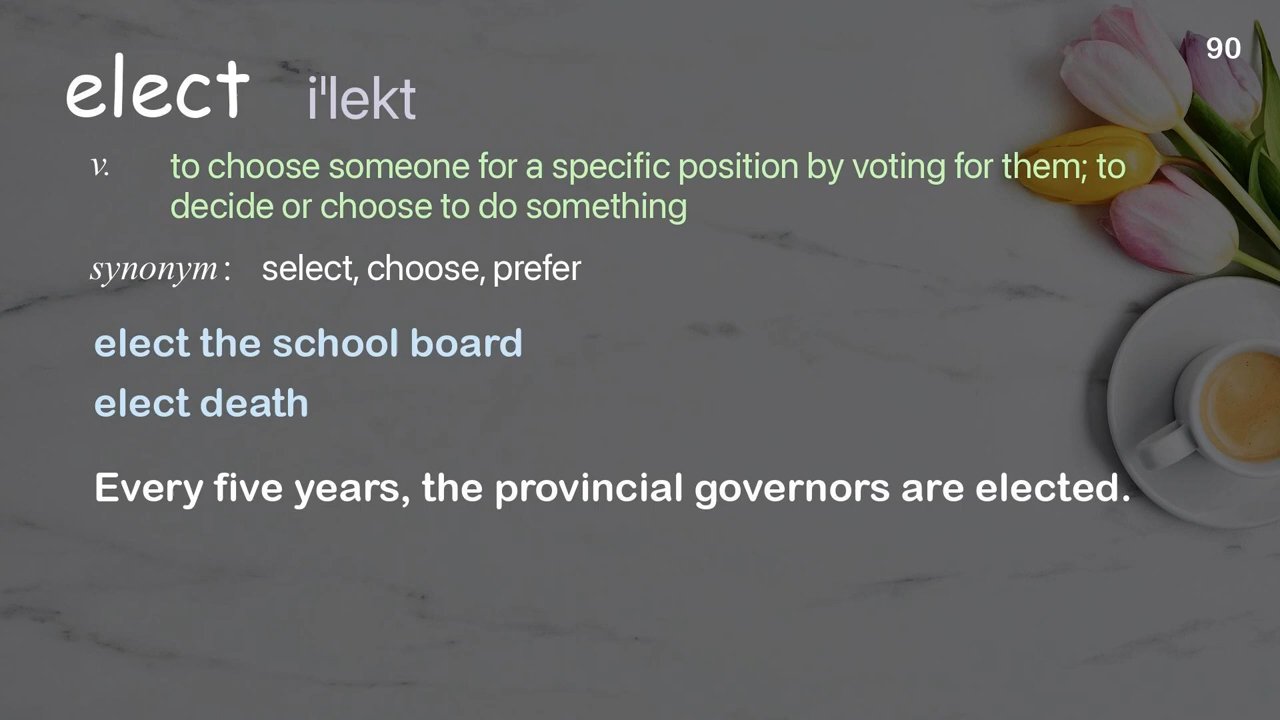 90
elect i'lekt
v. to choose someone for a specific position by voting for them; to
decide or choose to do something
synonym: select, choose, prefer
elect the school board
elect death
Every five years, the provincial governors are elected.